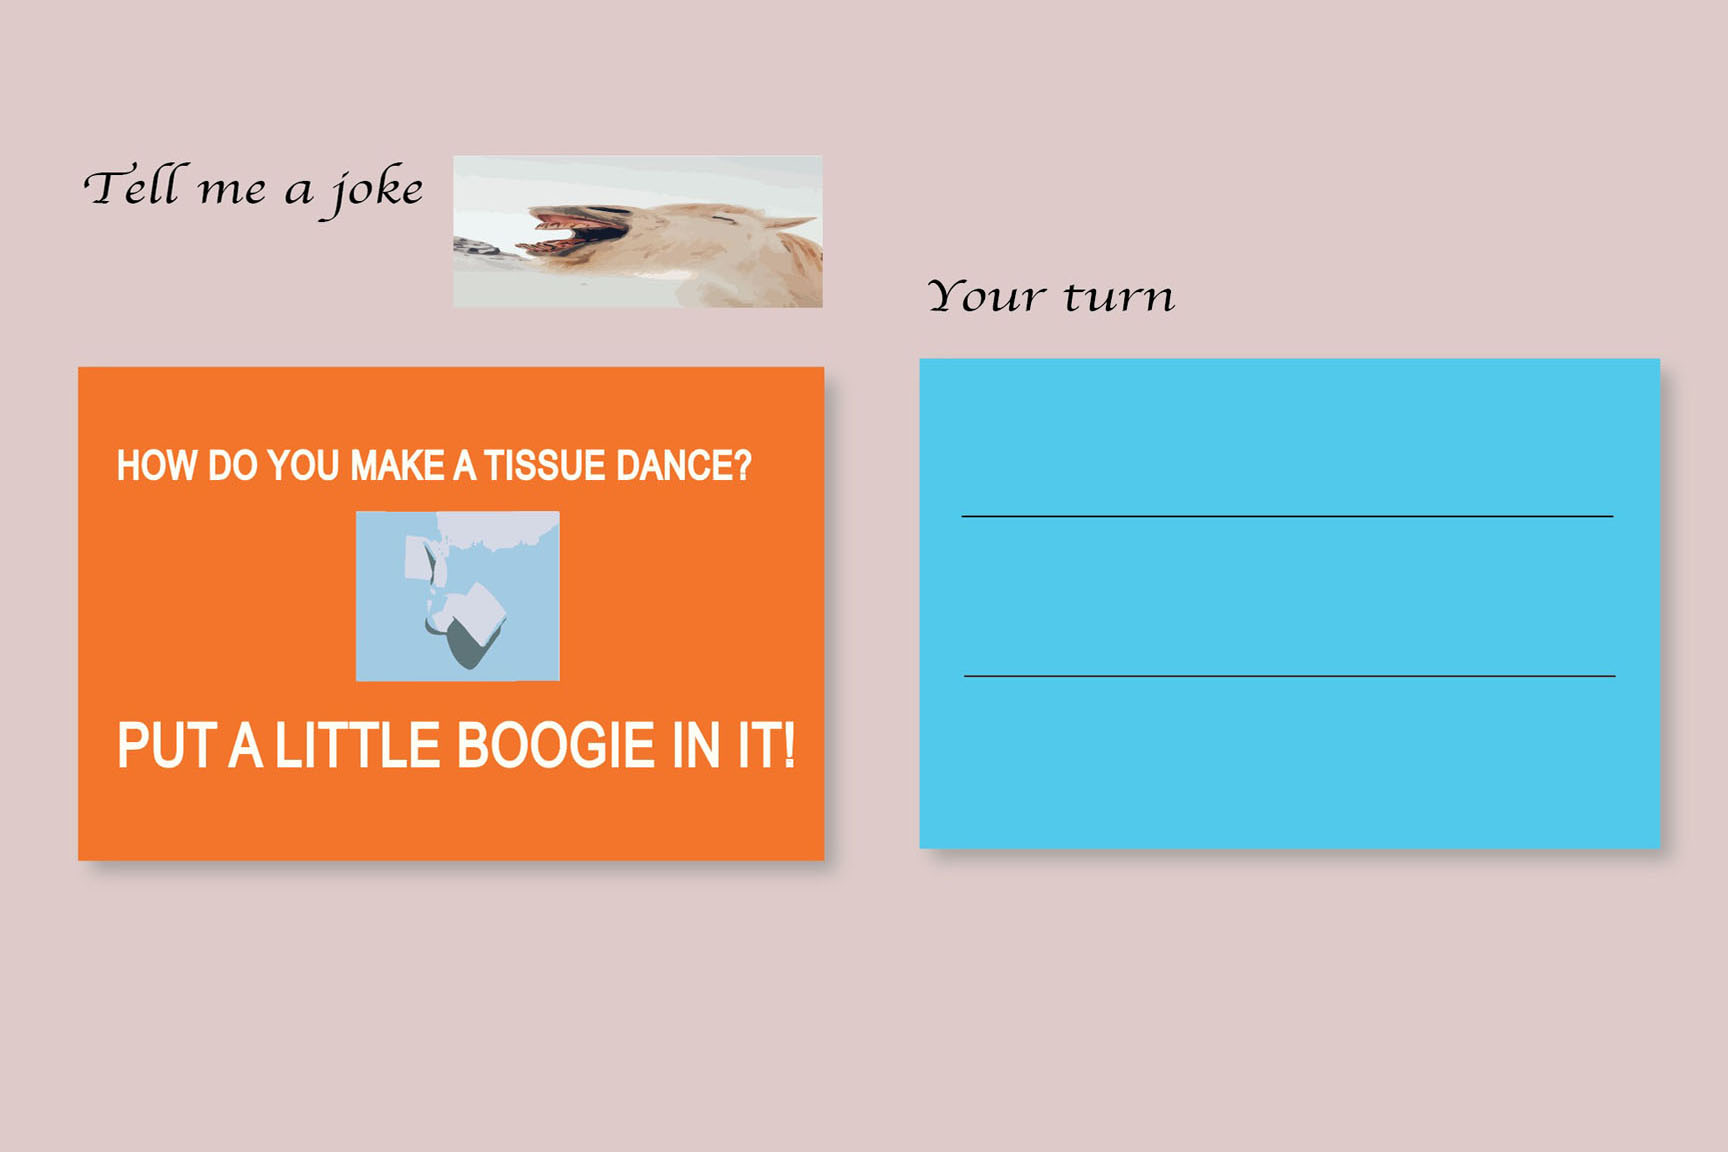 Tell me a joke
HOW DO YOU MAKE A TISSUE DANCE?
PUT A LITTLE BOOGIE IN IT!
Your turn